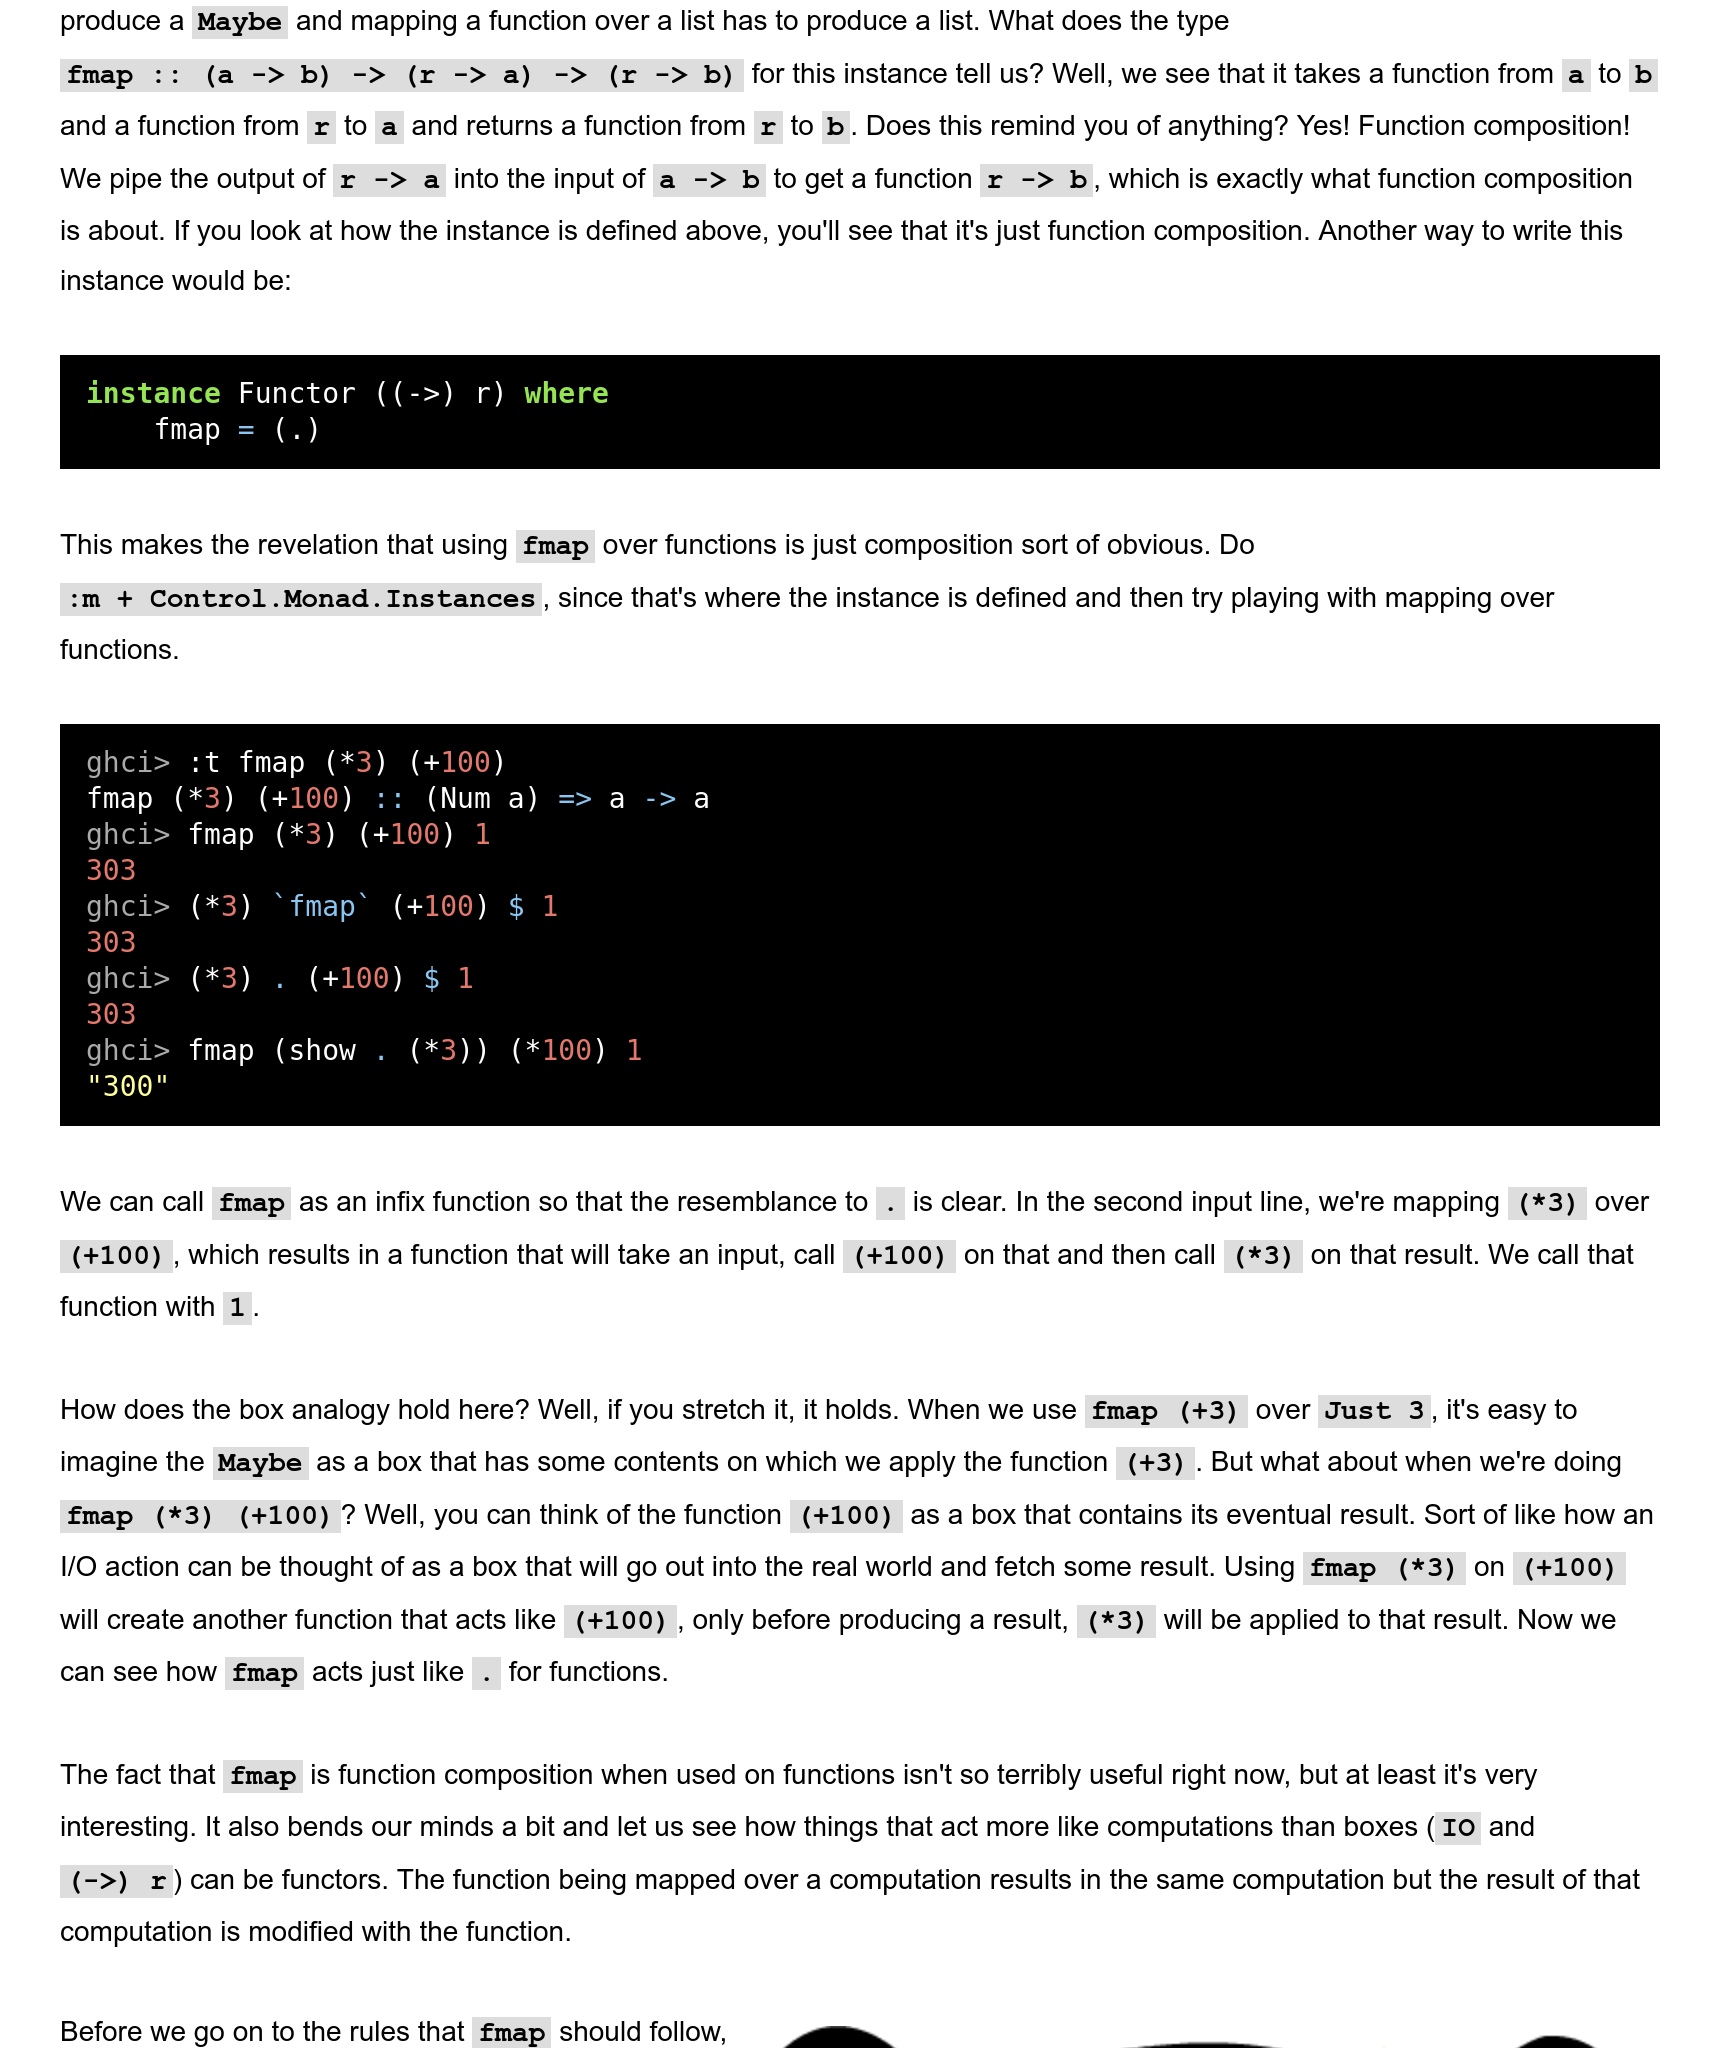 produce a Maybe and mapping a function over a list has to produce a list. What does the type
fmap :: (a -> b) -> (r -> a) -> (r -> b) for this instance tell us? Well, we see that it takes a function from a to b
and a function from r to a and returns a function from r to b. Does this remind you of anything? Yes! Function composition!
We pipe the output of r -> a into the input of a -> b to get a function r -> b, which is exactly what function composition
is about. If you look at how the instance is defined above, you'll see that it's just function composition. Another way to write this
instance would be:
instance Functor ((->) r) where
    fmap = (.)
This makes the revelation that using fmap over functions is just composition sort of obvious. Do
:m + Control.Monad.Instances, since that's where the instance is defined and then try playing with mapping over
functions.
ghci> :t fmap (*3) (+100)
fmap (*3) (+100) :: (Num a) => a -> a
ghci> fmap (*3) (+100) 1
303
ghci> (*3) `fmap` (+100) $ 1
303
ghci> (*3) . (+100) $ 1
303
ghci> fmap (show . (*3)) (*100) 1
"300"
We can call fmap as an infix function so that the resemblance to . is clear. In the second input line, we're mapping (*3) over
(+100), which results in a function that will take an input, call (+100) on that and then call (*3) on that result. We call that
function with 1.
How does the box analogy hold here? Well, if you stretch it, it holds. When we use fmap (+3) over Just 3, it's easy to
imagine the Maybe as a box that has some contents on which we apply the function (+3). But what about when we're doing
fmap (*3) (+100)? Well, you can think of the function (+100) as a box that contains its eventual result. Sort of like how an
I/O action can be thought of as a box that will go out into the real world and fetch some result. Using fmap (*3) on (+100)
will create another function that acts like (+100), only before producing a result, (*3) will be applied to that result. Now we
can see how fmap acts just like . for functions.
The fact that fmap is function composition when used on functions isn't so terribly useful right now, but at least it's very
interesting. It also bends our minds a bit and let us see how things that act more like computations than boxes (IO and
(->) r) can be functors. The function being mapped over a computation results in the same computation but the result of that
computation is modified with the function.
Before we go on to the rules that fmap should follow,